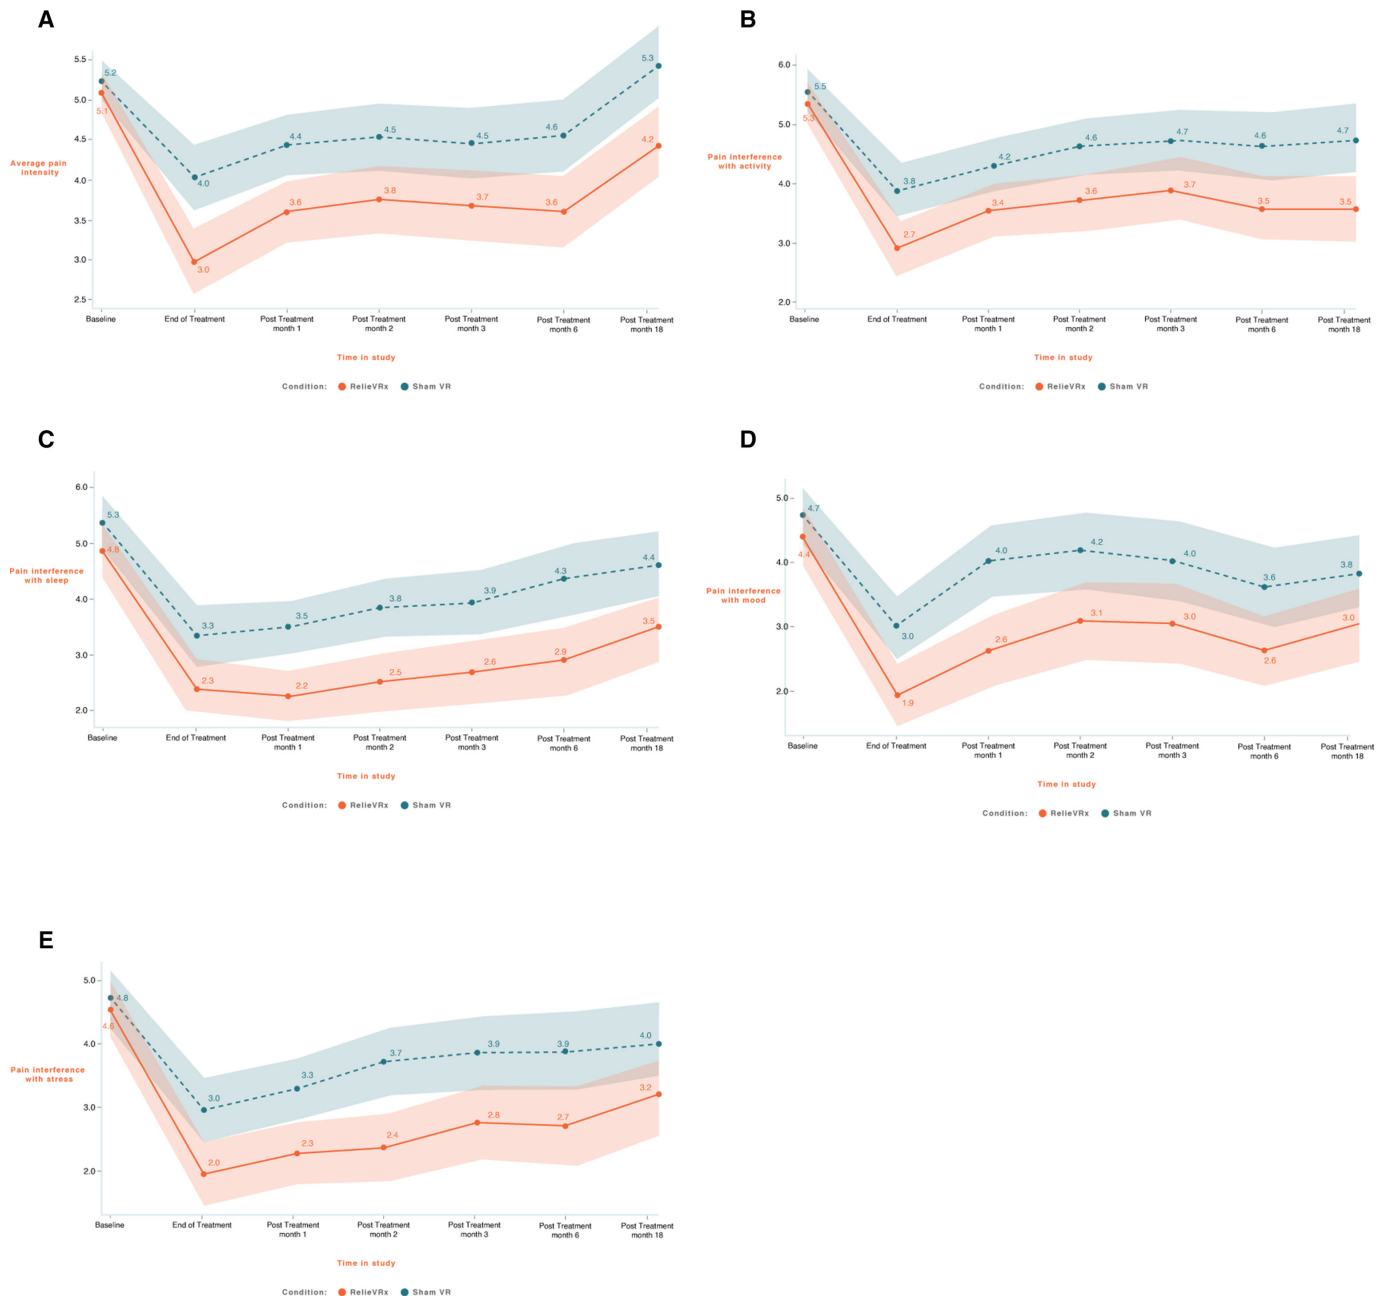 A
5.5
5.0
4.5
4.0
3.5
3.0
2.5
Average pain
intensity
5.2
4.0
4.4
4.5
4.5
4.6
5.3
5.1
3.0
3.6
3.8
3.7
3.6
4.2
Baseline
End of Treatment
Post Treatment
month 1
Post Treatment
month 2
Post Treatment
month 3
Post Treatment
month 6
Post Treatment
month 18
Time in study
Condition: RelieVRx Sham VR
B
6.0
5.0
4.0
3.0
2.0
Pain interference
with activity
5.5
3.8
4.2
4.6
4.7
4.6
4.7
5.3
2.7
3.4
3.6
3.7
3.5
3.5
Baseline
End of Treatment
Post Treatment
month 1
Post Treatment
month 2
Post Treatment
month 3
Post Treatment
month 6
Post Treatment
month 18
Time in study
Condition: RelieVRx Sham VR
C
6.0
5.0
4.0
3.0
2.0
Pain interference
with sleep
5.3
3.3
3.5
3.8
3.9
4.3
4.4
4.8
2.3
2.2
2.5
2.6
2.9
3.5
Baseline
End of Treatment
Post Treatment
month 1
Post Treatment
month 2
Post Treatment
month 3
Post Treatment
month 6
Post Treatment
month 18
Time in study
Condition: RelieVRx Sham VR
D
5.0
4.0
3.0
2.0
Pain interference
with mood
4.7
3.0
4.0
4.2
4.0
3.6
3.8
4.4
1.9
2.6
3.1
3.0
2.6
3.0
Baseline
End of Treatment
Post Treatment
month 1
Post Treatment
month 2
Post Treatment
month 3
Post Treatment
month 6
Post Treatment
month 18
Time in study
Condition: RelieVRx Sham VR
E
5.0
4.0
3.0
2.0
Pain interference
with stress
4.8
3.0
3.3
3.7
3.9
3.9
4.0
4.6
2.0
2.3
2.4
2.8
2.7
3.2
Baseline
End of Treatment
Post Treatment
month 1
Post Treatment
month 2
Post Treatment
month 3
Post Treatment
month 6
Post Treatment
month 18
Time in study
Condition: RelieVRx Sham VR